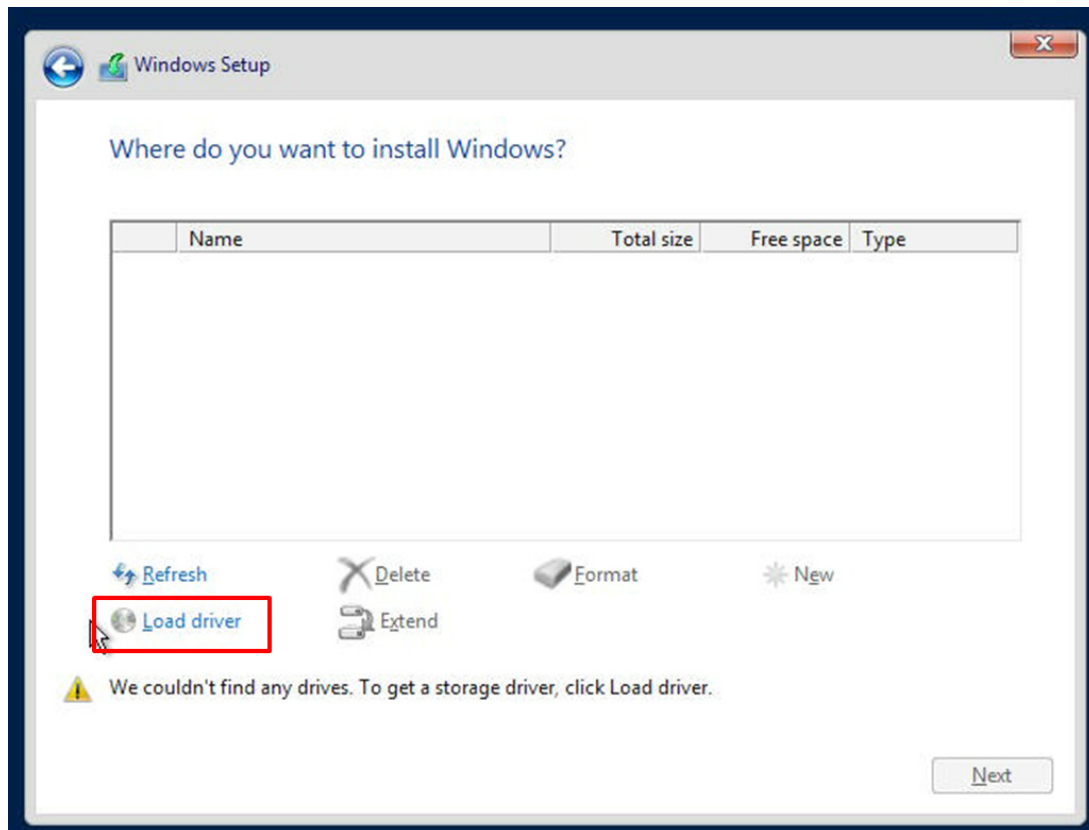 Windows Setup
Where do you want to install Windows?
Name Total size Free space Type
Refresh Delete Format New
Load driver Extend
We couldn't find any drives. To get a storage driver, click Load driver.
Next